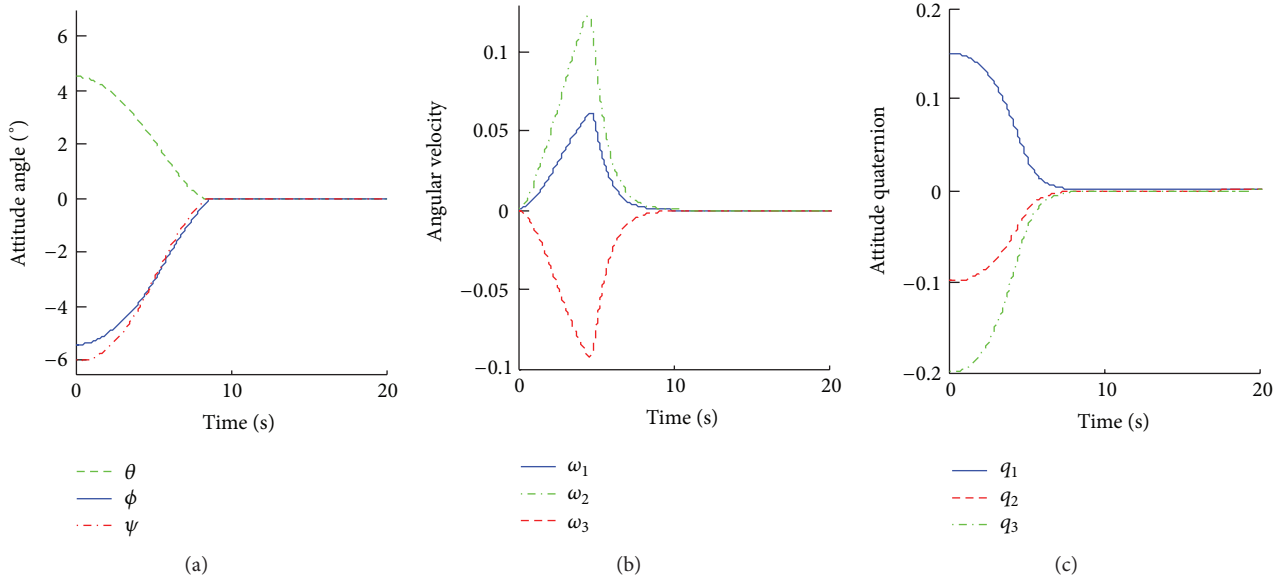 Attitude angle (°)
6
4
2
0
−2
−4
−6
0
10
20
Time (s)
θ
ϕ
ψ
(a)
Angular velocity
0.1
0.05
0
−0.05
−0.1
0
10
20
Time (s)
ω1
ω2
ω3
(b)
Attitude quaternion
0.2
0.1
0
−0.1
−0.2
0
10
20
Time (s)
q1
q2
q3
(c)